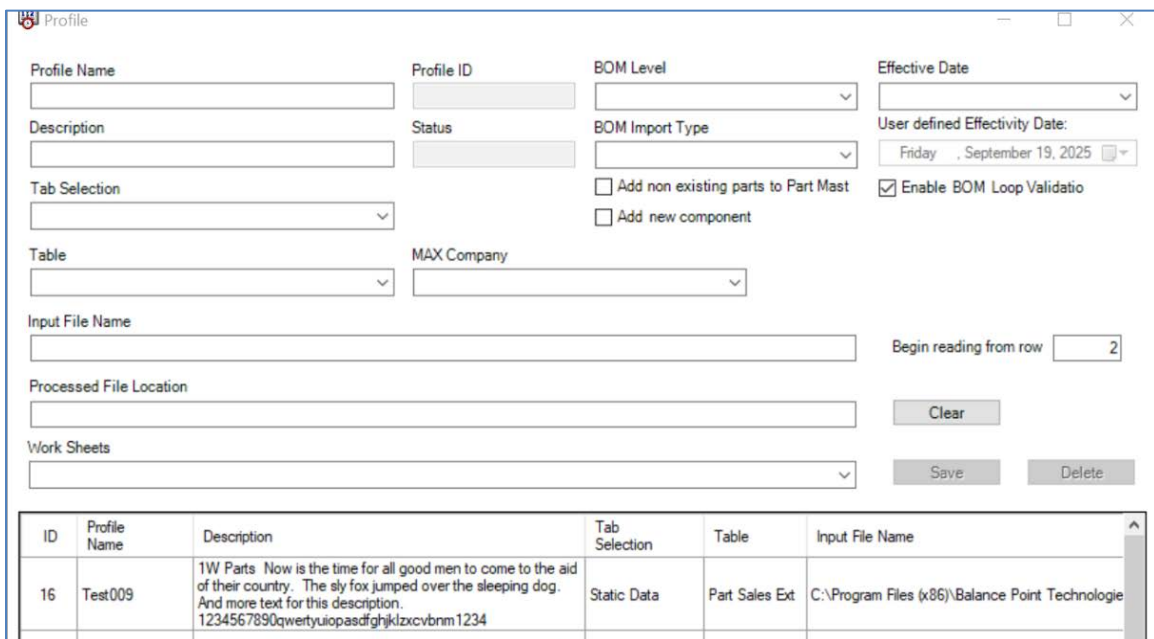 Profile
Profile Name Profile ID BOM Level Effective Date
Description Status BOM Import Type User defined Effectivity Date:
Friday , September 19, 2025
Tab Selection Add non existing parts to Part Mast Enable BOM Loop Validatio
Add new component
Table MAX Company
Input File Name
Begin reading from row 2
Processed File Location
Clear
Work Sheets
Save Delete
ID Profile Name Description Tab Selection Table Input File Name
16 Test009 1W Parts Now is the time for all good men to come to the aid
of their country. The sly fox jumped over the sleeping dog.
And more text for this description.
1234567890qwertyuiopasdfghjklzxcvbnm1234
Static Data Part Sales Ext C:\Program Files (x86)\Balance Point Technologie